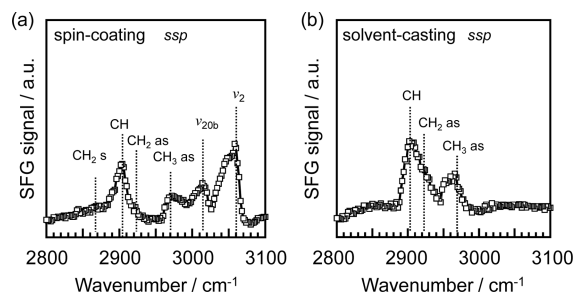 (a)
spin-coating ssp
CH₂ s
CH
CH₂ as
CH₃ as
ν₂₀b
ν₂
SFG signal / a.u.
2800 2900 3000 3100
Wavenumber / cm⁻¹
(b)
solvent-casting ssp
CH
CH₂ as
CH₃ as
SFG signal / a.u.
2800 2900 3000 3100
Wavenumber / cm⁻¹